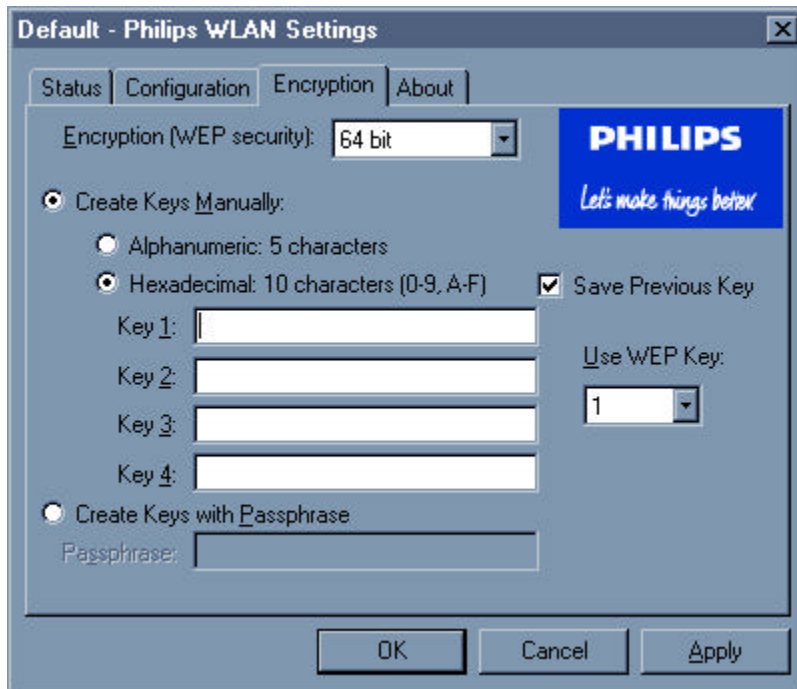 Default - Philips WLAN Settings
Status Configuration Encryption About
Encryption (WEP security): 64 bit
PHILIPS
Let's make things better.
Create Keys Manually:
Alphanumeric: 5 characters
Hexadecimal: 10 characters (0-9, A-F) Save Previous Key
Key 1:
Use WEP Key:
Key 2:
1
Key 3:
Key 4:
Create Keys with Passphrase
Passphrase:
OK Cancel Apply